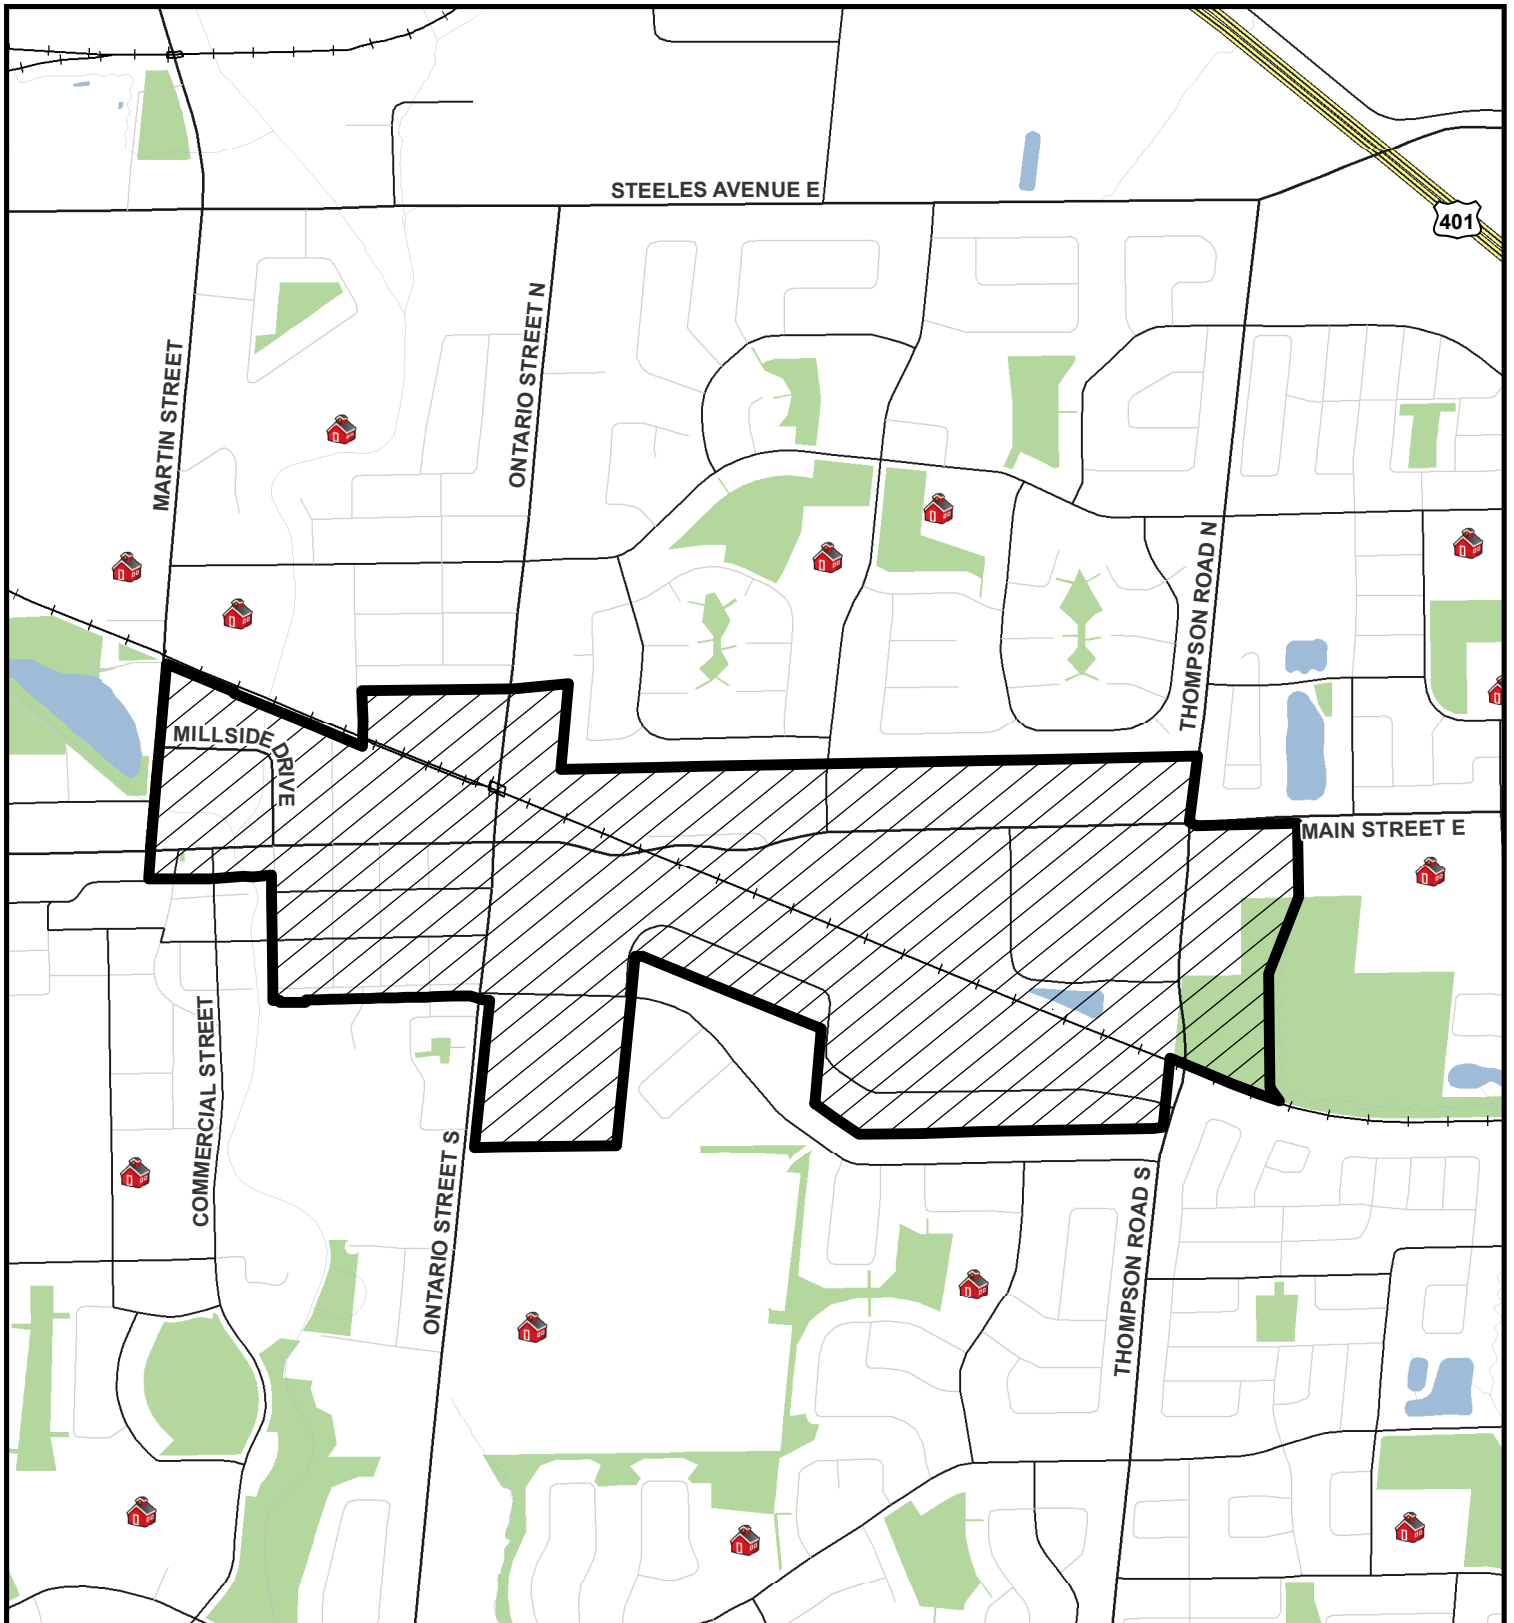 STEELES AVENUE E
401
ONTARIO STREET N
MARTIN STREET
THOMPSON ROAD N
MILLSIDE DRIVE
MAIN STREET E
COMMERCIAL STREET
ONTARIO STREET S
THOMPSON ROAD S